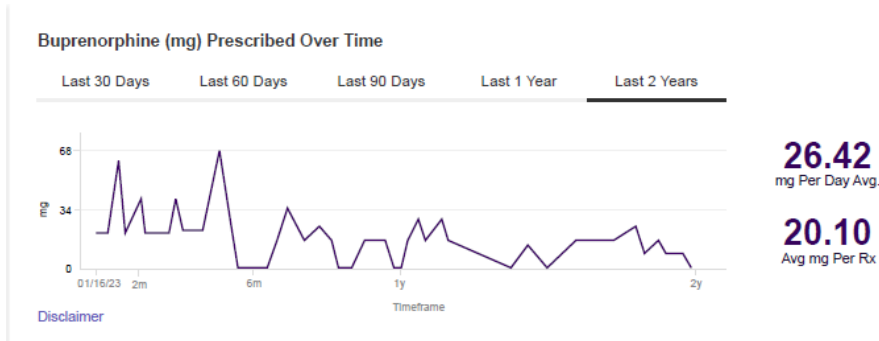 Buprenorphine (mg) Prescribed Over Time
Last 30 Days Last 60 Days Last 90 Days Last 1 Year Last 2 Years
68
34
0
mg
01/16/23 2m 6m 1y 2y
Timeframe
26.42
mg Per Day Avg.
20.10
Avg mg Per Rx
Disclaimer